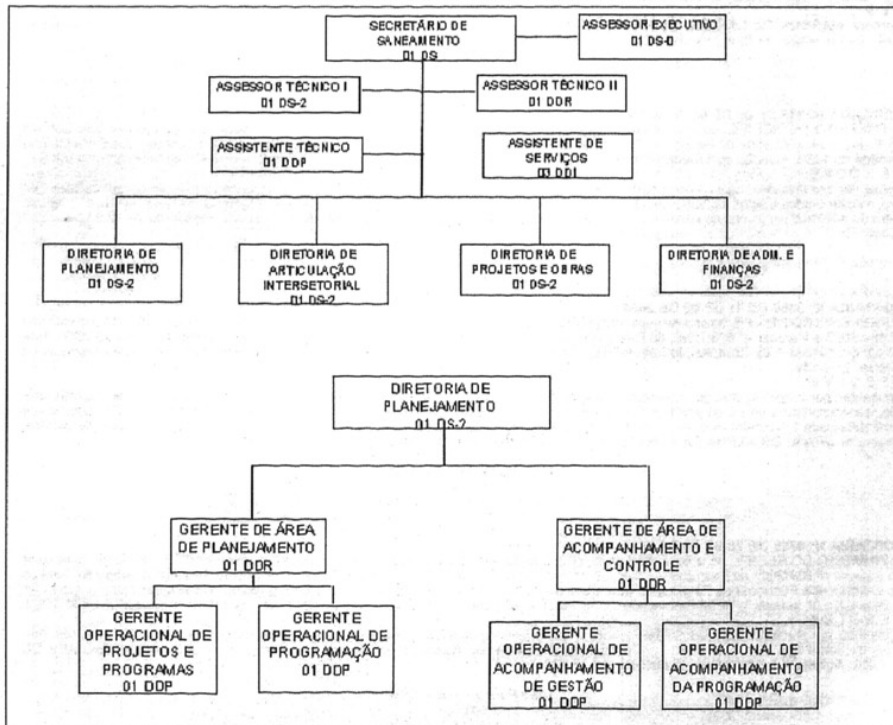 SECRETÁRIO DE
SANEAMENTO
01 DS
ASSESSOR EXECUTIVO
01 DS-0
ASSESSOR TÉCNICO I
01 DS-2
ASSESSOR TÉCNICO II
01 DDR
ASSISTENTE TÉCNICO
01 DDP
ASSISTENTE DE
SERVIÇOS
03 DDI
DIRETORIA DE
PLANEJAMENTO
01 DS-2
DIRETORIA DE
ARTICULAÇÃO
INTERSETORIAL
01 DS-2
DIRETORIA DE
PROJETOS E OBRAS
01 DS-2
DIRETORIA DE ADM. E
FINANÇAS
01 DS-2
DIRETORIA DE
PLANEJAMENTO
01 DS-2
GERENTE DE ÁREA
DE PLANEJAMENTO
01 DDR
GERENTE DE ÁREA DE
ACOMPANHAMENTO E
CONTROLE
01 DDR
GERENTE
OPERACIONAL DE
PROJETOS E
PROGRAMAS
01 DDP
GERENTE
OPERACIONAL DE
PROGRAMAÇÃO
01 DDP
GERENTE
OPERACIONAL DE
ACOMPANHAMENTO
DE GESTÃO
01 DDP
GERENTE
OPERACIONAL DE
ACOMPANHAMENTO
DA PROGRAMAÇÃO
01 DDP